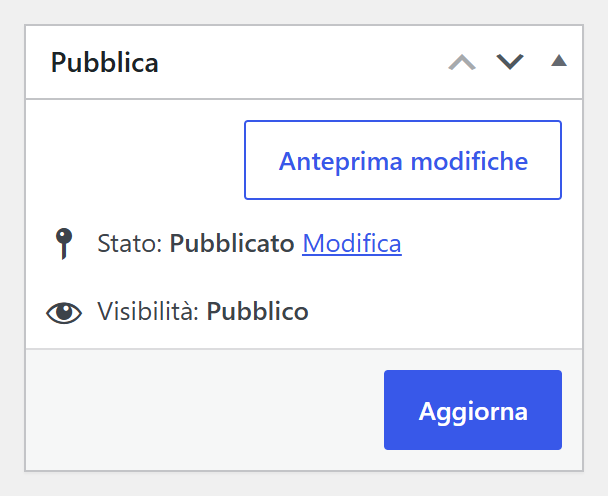 Pubblica
Anteprima modifiche
Stato: Pubblicato Modifica
Visibilità: Pubblico
Aggiorna